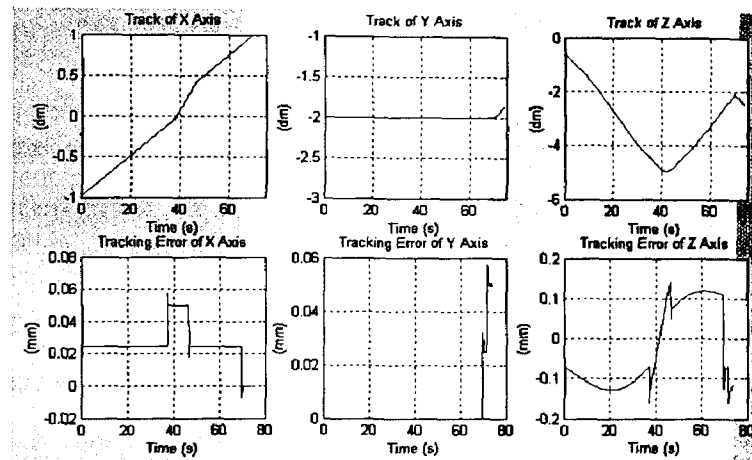 Track of X Axis
1
0.5
0
-0.5
-1
(dm)
0 20 40 60
Time (s)
Track of Y Axis
-1
-1.5
-2
-2.5
-3
(dm)
0 20 40 60
Time (s)
Track of Z Axis
0
-2
-4
-6
(dm)
0 20 40 60
Time (s)
Tracking Error of X Axis
0.08
0.06
0.04
0.02
0
-0.02
(mm)
0 20 40 60 80
Time (s)
Tracking Error of Y Axis
0.06
0.04
0.02
0
(mm)
0 20 40 60 80
Time (s)
Tracking Error of Z Axis
0.2
0.1
0
-0.1
-0.2
(mm)
0 20 40 60 80
Time (s)